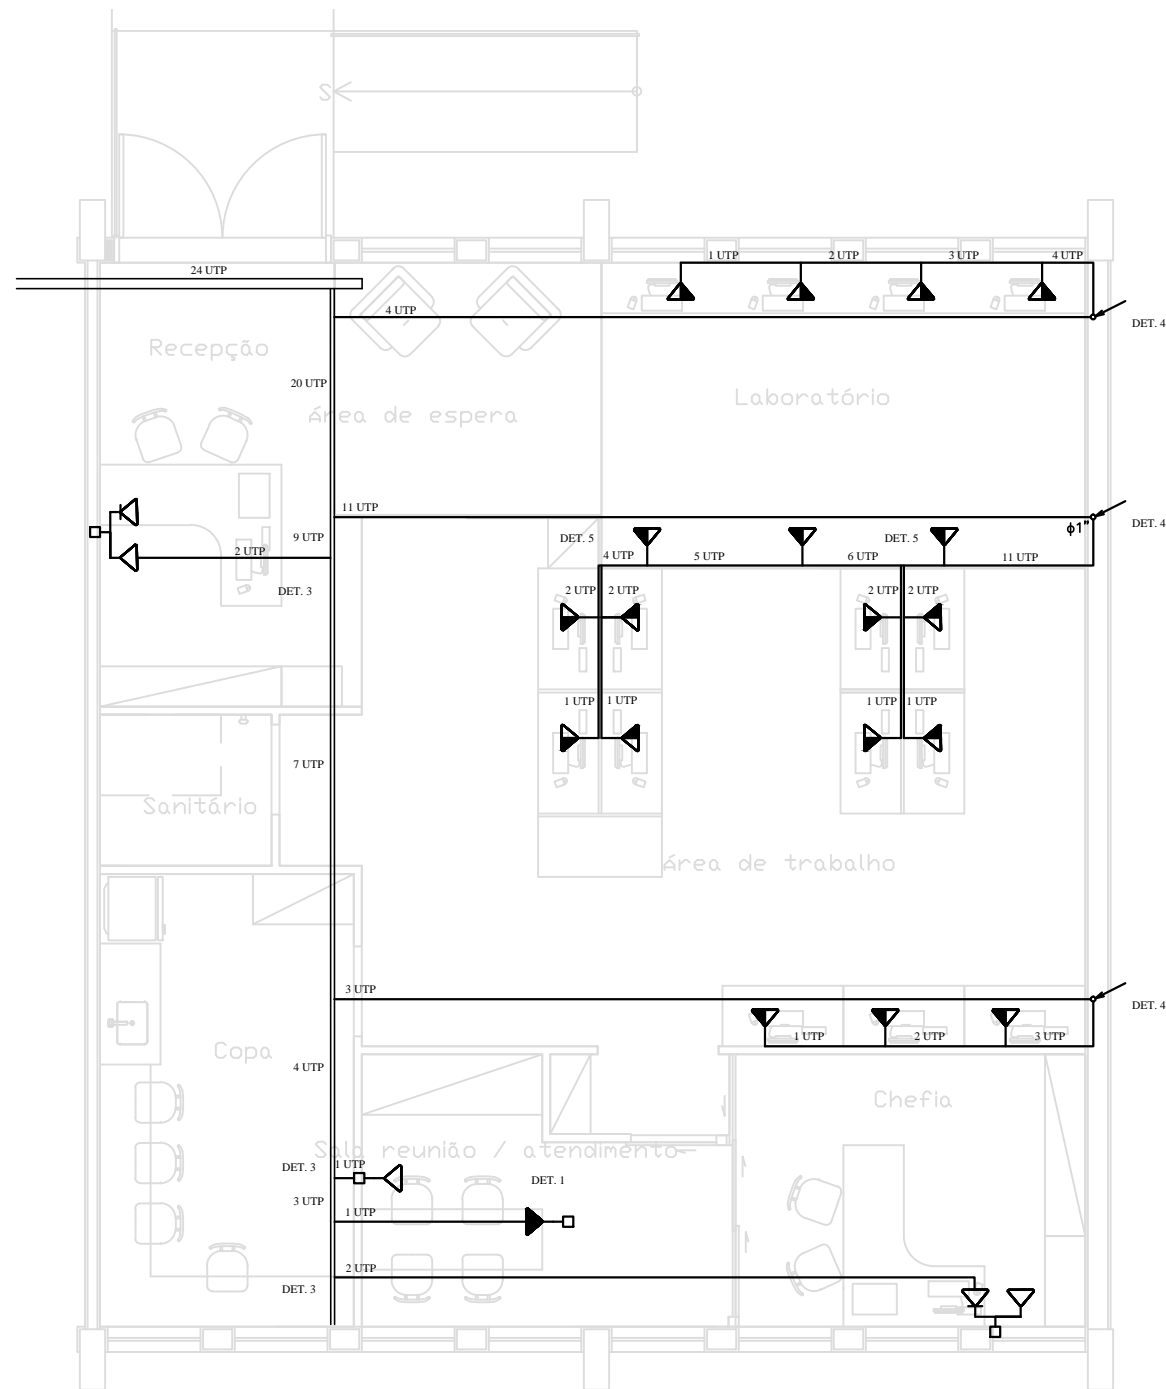 S
1 UTP
2 UTP
3 UTP
4 UTP
24 UTP
4 UTP
DET. 4
Recepção
20 UTP
Laboratório
Área de espera
11 UTP
DET. 4
ϕ1"
9 UTP
DET. 5
DET. 5
2 UTP
4 UTP
5 UTP
6 UTP
11 UTP
DET. 3
2 UTP
2 UTP
2 UTP
2 UTP
1 UTP
1 UTP
1 UTP
1 UTP
7 UTP
Sanitário
Área de trabalho
3 UTP
DET. 4
1 UTP
2 UTP
3 UTP
Copa
4 UTP
Chefia
Sala reunião / atendimento
DET. 3
1 UTP
DET. 1
3 UTP
1 UTP
2 UTP
DET. 3